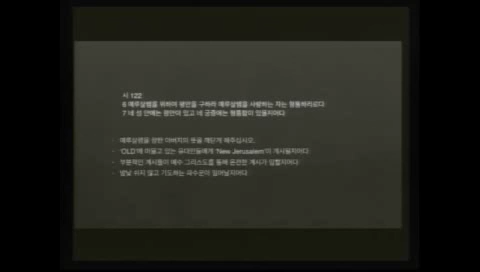 시 122:
6 예루살렘을 위하여 평안을 구하라 예루살렘을 사랑하는 자는 형통하리로다
7 네 성 안에는 평안이 있고 네 궁중에는 형통함이 있을지어다
- 예루살렘을 향한 아버지의 뜻을 깨닫게 해주십시오.
- 'OLD'에 머물고 있는 유대인들에게 'New Jerusalem'이 계시될지어다
- 부분적인 계시들이 예수 그리스도를 통해 온전한 계시가 임할지어다
- 밤낮 쉬지 않고 기도하는 파수꾼이 일어날지어다